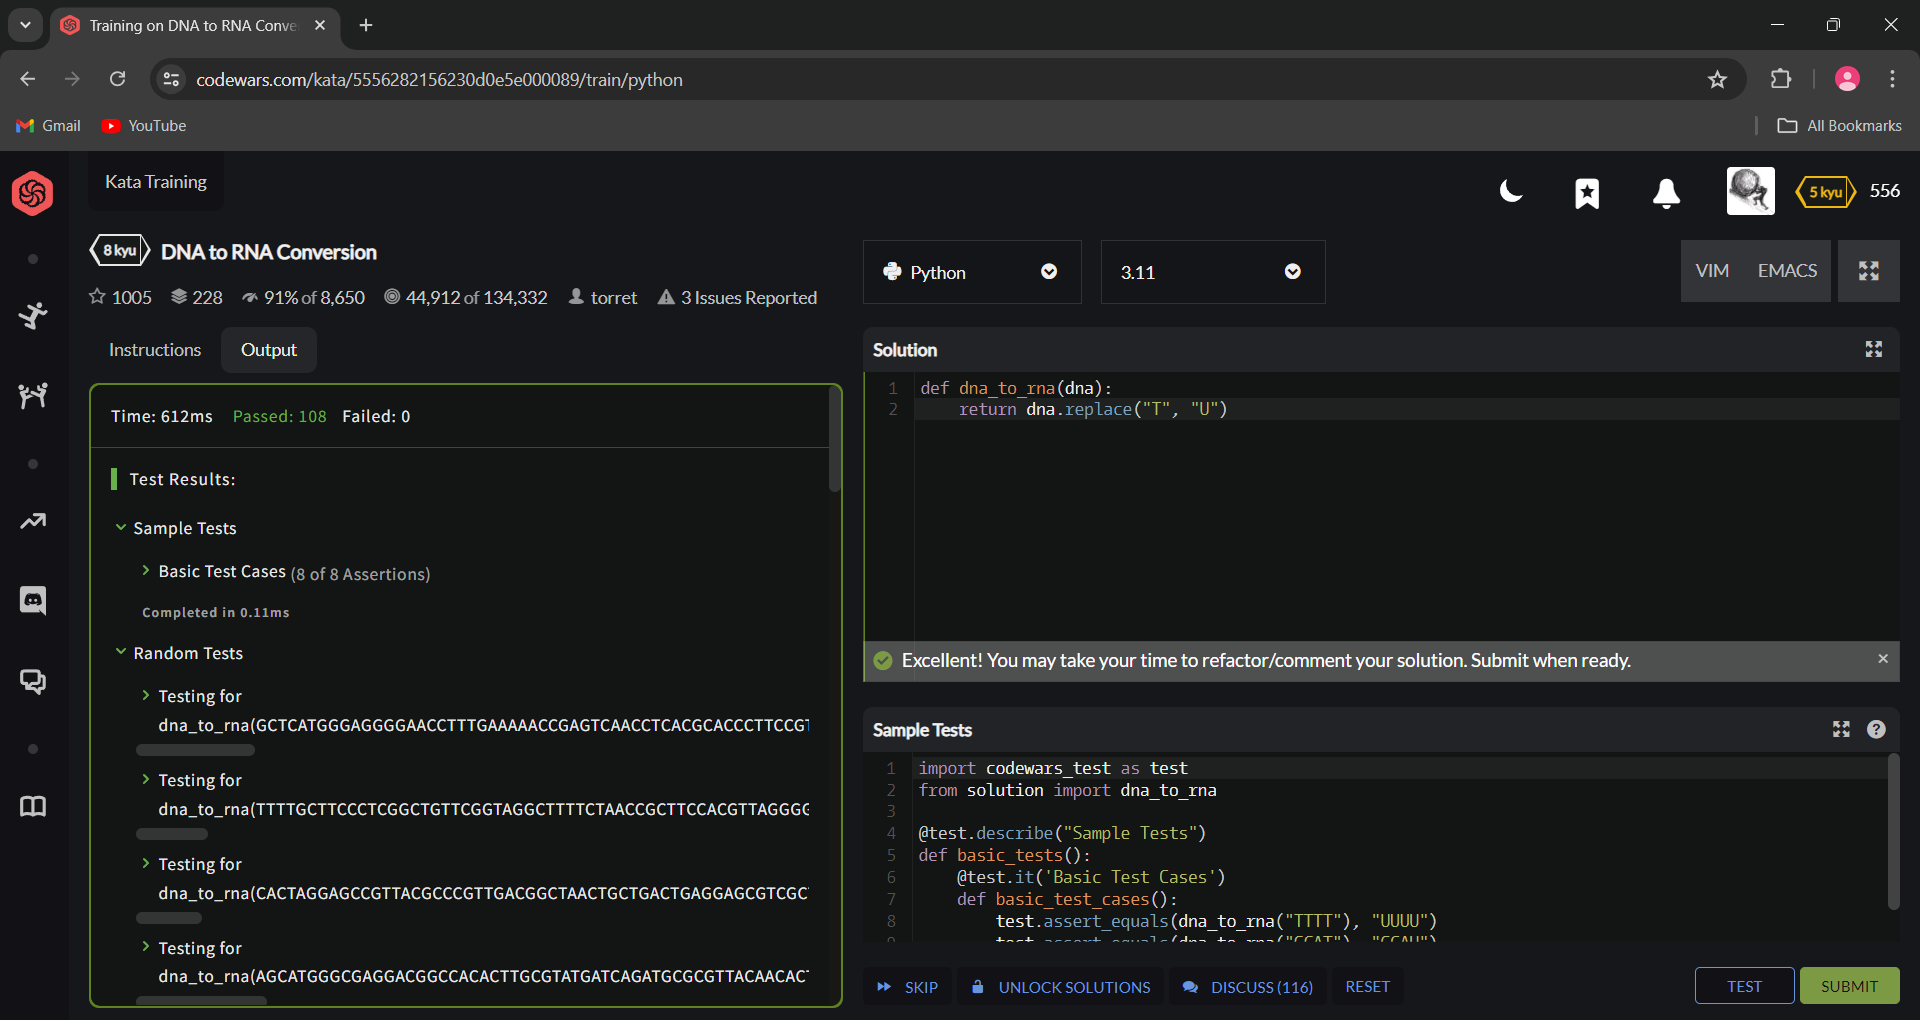 Training on DNA to RNA Conve
codewars.com/kata/5556282156230d0e5e000089/train/python
Gmail
YouTube
All Bookmarks
Kata Training
5 kyu
556
8 kyu
DNA to RNA Conversion
1005
228
91% of 8,650
44,912 of 134,332
torret
3 Issues Reported
Python
3.11
VIM
EMACS
Instructions
Output
Time: 612ms Passed: 108 Failed: 0
Test Results:
Sample Tests
Basic Test Cases (8 of 8 Assertions)
Completed in 0.11ms
Random Tests
Testing for
dna_to_rna(GCTCATGGGAGGGGAACCTTTGAAAAACCGAGTCAACCTCACGCACCCTTCCGT
Testing for
dna_to_rna(TTTTGCTTCCCTCGGCTGTTCGGTAGGCTTTTCTAACCGCTTCCACGTTAGGGG
Testing for
dna_to_rna(CACTAGGAGCCGTTACGCCCGTTGACGGCTAACTGCTGACTGAGGAGCGTCGC
Testing for
dna_to_rna(AGCATGGGCGAGGACGGCCACACTTGCGTATGATCAGATGCGCGTTACAACAC
Solution
1 def dna_to_rna(dna):
2     return dna.replace("T", "U")
Excellent! You may take your time to refactor/comment your solution. Submit when ready.
Sample Tests
1 import codewars_test as test
2 from solution import dna_to_rna
3
4 @test.describe("Sample Tests")
5 def basic_tests():
6     @test.it('Basic Test Cases')
7     def basic_test_cases():
8         test.assert_equals(dna_to_rna("TTTT"), "UUUU")
9         test.assert_equals(dna_to_rna("GCAT"), "GCAU")
SKIP
UNLOCK SOLUTIONS
DISCUSS (116)
RESET
TEST
SUBMIT